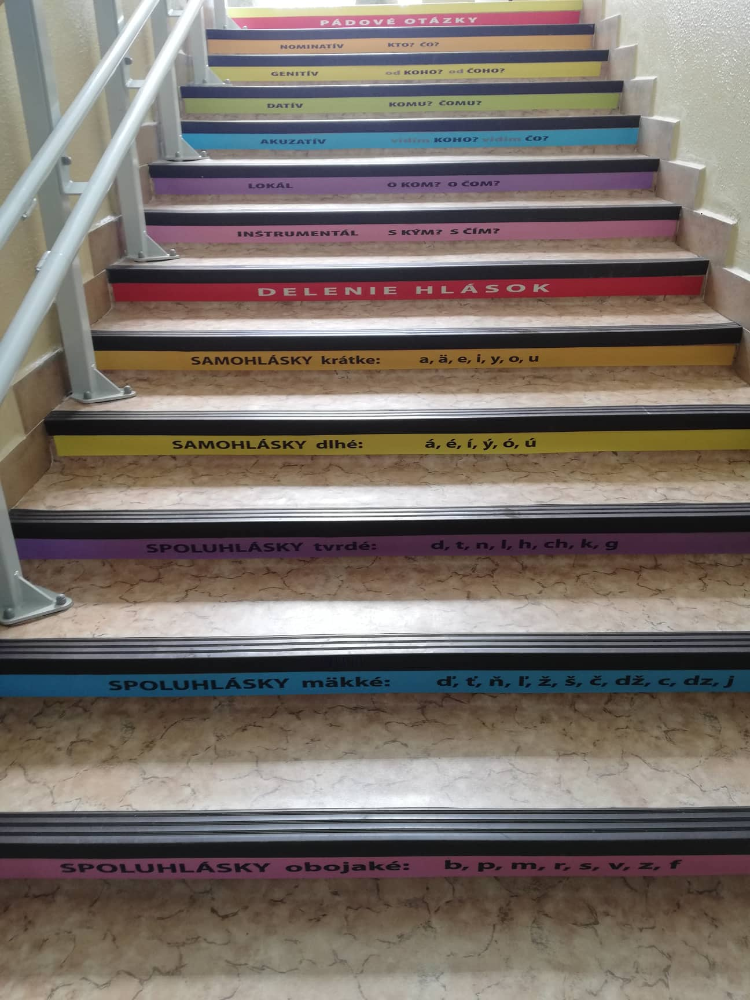 PÁDOVÉ OTÁZKY
NOMINATÍV KTO? ČO?
GENITÍV od KOHO? od ČOHO?
DATÍV KOMU? ČOMU?
AKUZATÍV vidím KOHO? vidím ČO?
LOKÁL O KOM? O ČOM?
INŠTRUMENTÁL S KÝM? S ČÍM?
DELENIE HLÁSOK
SAMOHLÁSKY krátke: a, ä, e, i, y, o, u
SAMOHLÁSKY dlhé: á, é, í, ý, ó, ú
SPOLUHLÁSKY tvrdé: d, t, n, l, h, ch, k, g
SPOLUHLÁSKY mäkké: ď, ť, ň, ľ, ž, š, č, dž, c, dz, j
SPOLUHLÁSKY obojaké: b, p, m, r, s, v, z, f